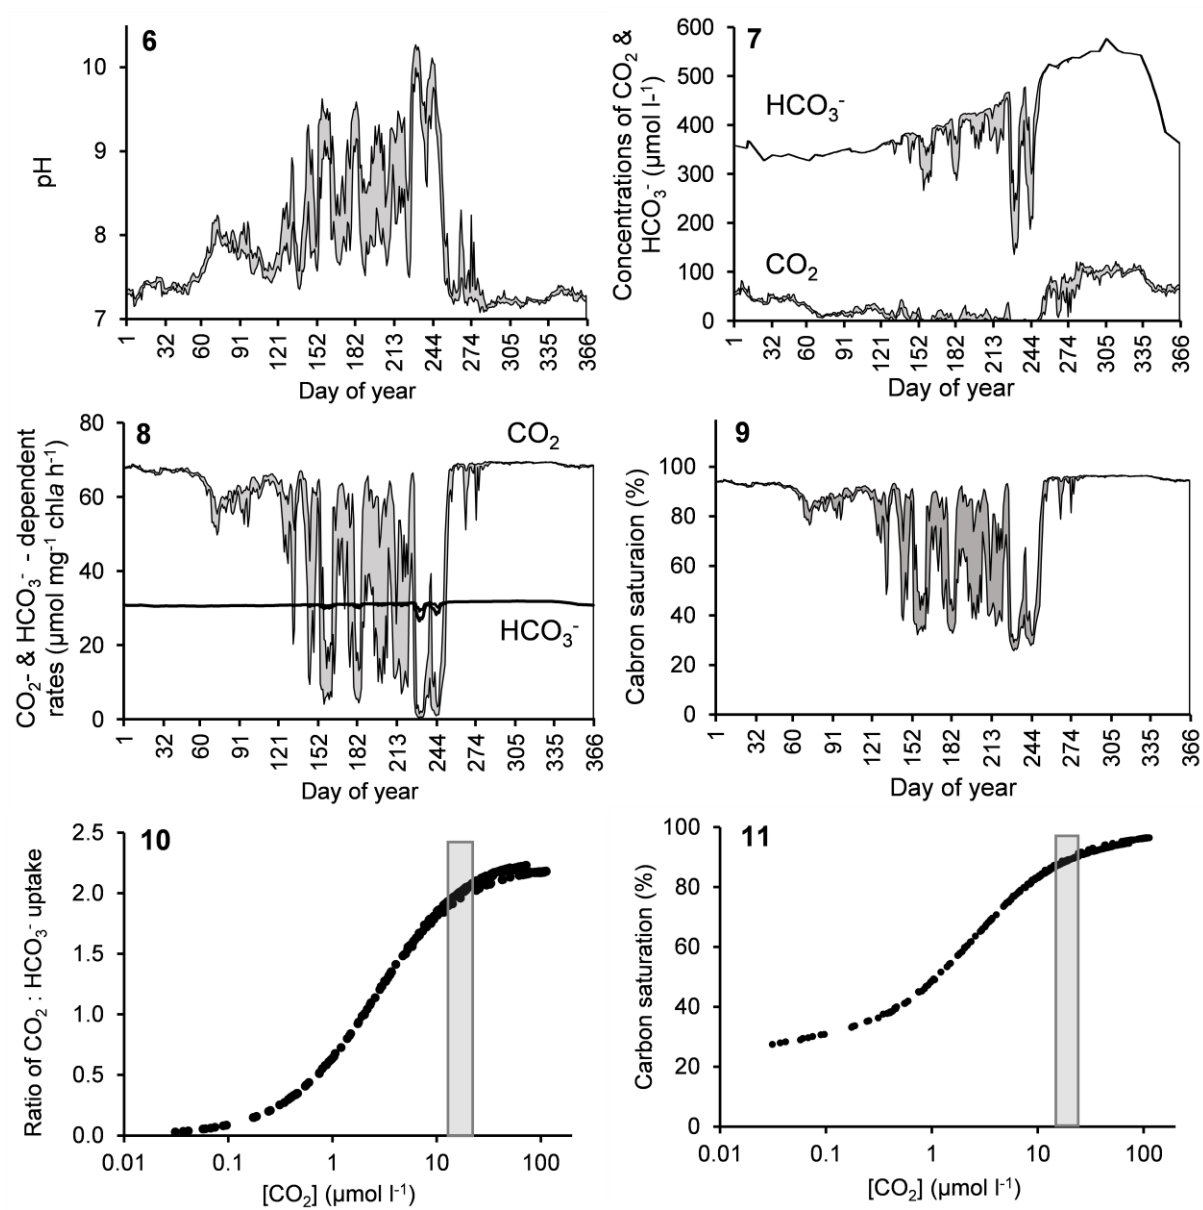 6
pH
10
9
8
7
1 32 60 91 121 152 182 213 244 274 305 335 366
Day of year
7
Concentrations of CO₂ &
HCO₃⁻ (µmol l⁻¹)
600
500
400
300
200
100
0
HCO₃⁻
CO₂
1 32 60 91 121 152 182 213 244 274 305 335 366
Day of year
8
CO₂- & HCO₃⁻ - dependent
rates (µmol mg⁻¹ chla h⁻¹)
80
60
40
20
0
CO₂
HCO₃⁻
1 32 60 91 121 152 182 213 244 274 305 335 366
Day of year
9
Cabron saturaion (%)
100
80
60
40
20
0
1 32 60 91 121 152 182 213 244 274 305 335 366
Day of year
10
Ratio of CO₂ : HCO₃⁻ uptake
2.5
2.0
1.5
1.0
0.5
0.0
0.01 0.1 1 10 100
[CO₂] (µmol l⁻¹)
11
Carbon saturation (%)
100
80
60
40
20
0
0.01 0.1 1 10 100
[CO₂] (µmol l⁻¹)